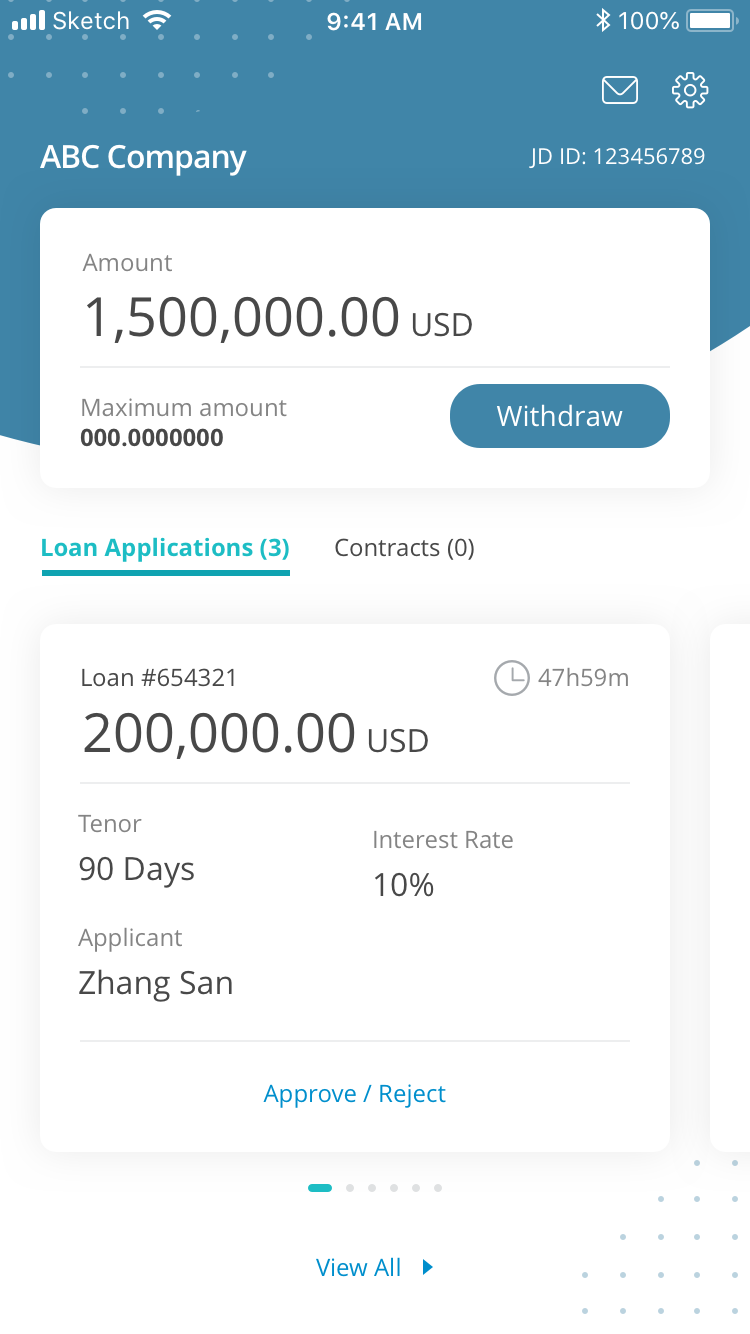 Sketch 9:41 AM 100%
ABC Company JD ID: 123456789
Amount
1,500,000.00 USD
Maximum amount
000.0000000
Withdraw
Loan Applications (3) Contracts (0)
Loan #654321 47h59m
200,000.00 USD
Tenor
90 Days
Interest Rate
10%
Applicant
Zhang San
Approve / Reject
View All